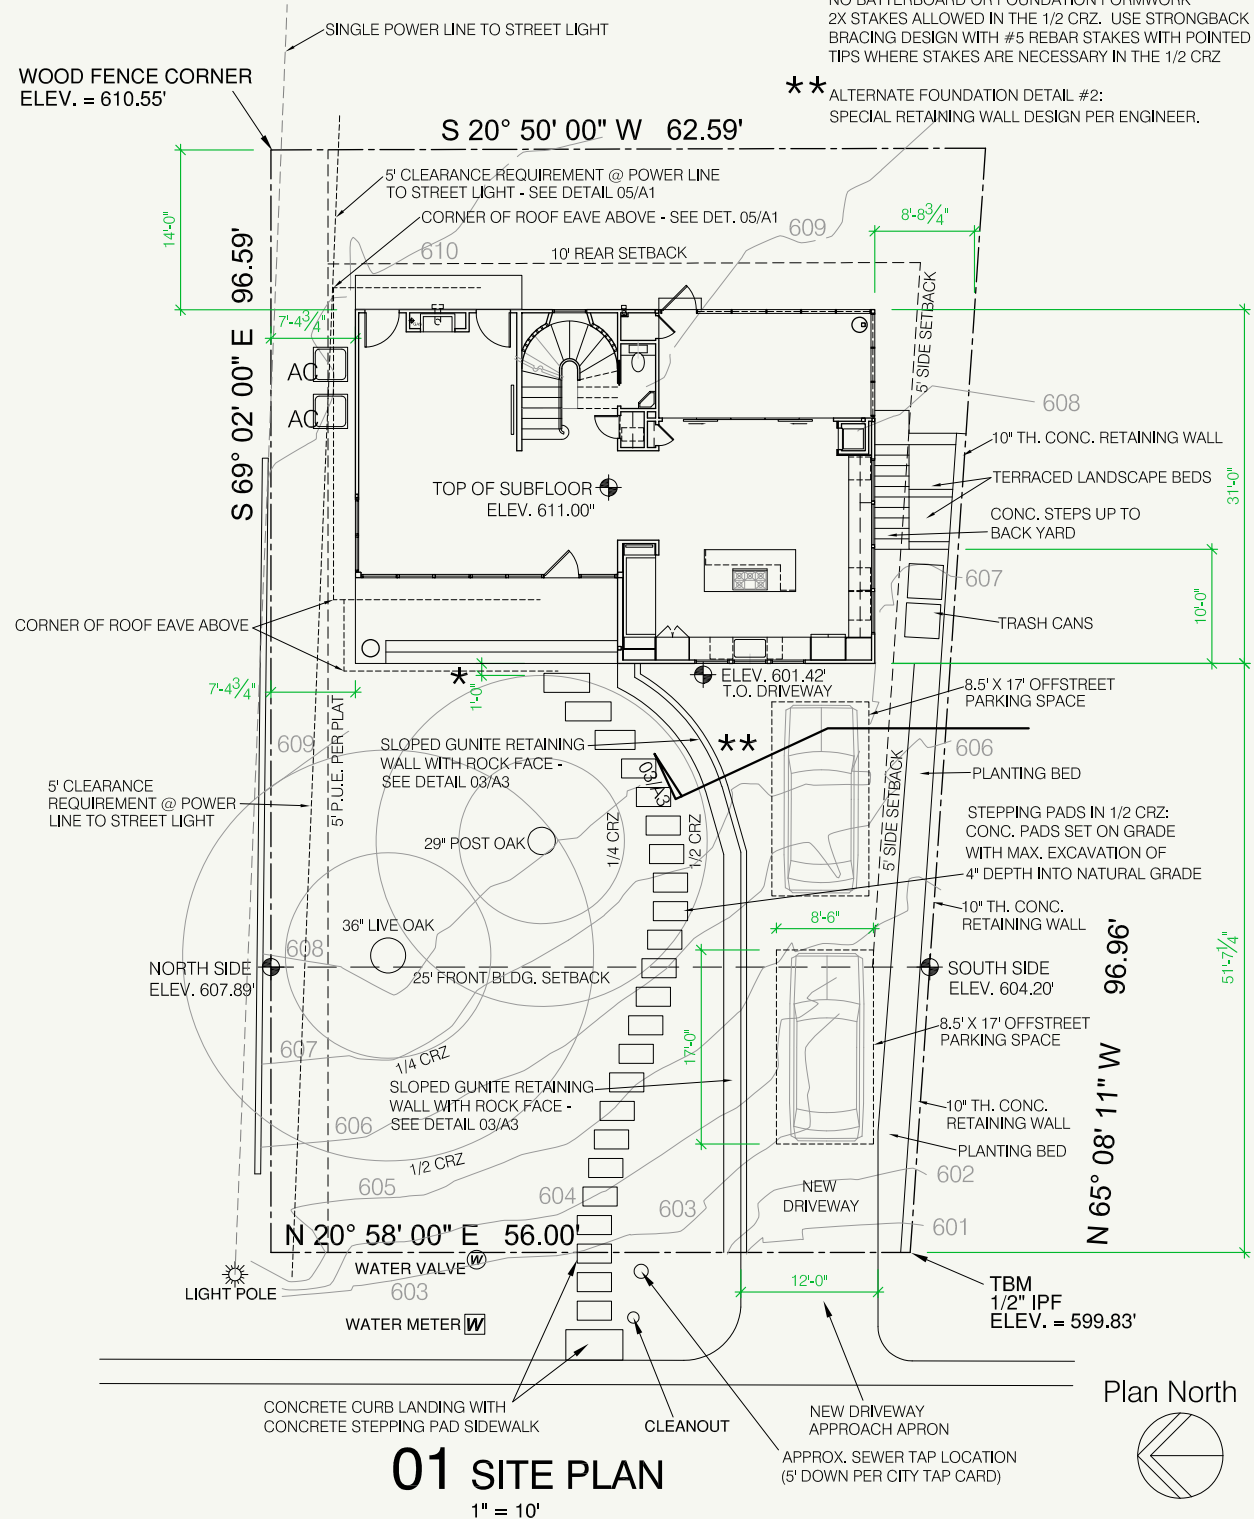 NO BATTERBOARD OR FOUNDATION FORMWORK
2X STAKES ALLOWED IN THE 1/2 CRZ. USE STRONGBACK
BRACING DESIGN WITH #5 REBAR STAKES WITH POINTED
TIPS WHERE STAKES ARE NECESSARY IN THE 1/2 CRZ
** ALTERNATE FOUNDATION DETAIL #2:
SPECIAL RETAINING WALL DESIGN PER ENGINEER.
SINGLE POWER LINE TO STREET LIGHT
WOOD FENCE CORNER
ELEV. = 610.55'
S 20° 50' 00" W 62.59'
5' CLEARANCE REQUIREMENT @ POWER LINE
TO STREET LIGHT - SEE DETAIL 05/A1
CORNER OF ROOF EAVE ABOVE - SEE DET. 05/A1
14'-0"
8'-8 3/4"
609
610
10' REAR SETBACK
S 69° 02' 00" E 96.59'
7'-4 3/4"
5' SIDE SETBACK
AC
AC
608
10" TH. CONC. RETAINING WALL
TERRACED LANDSCAPE BEDS
31'-0"
TOP OF SUBFLOOR
ELEV. 611.00"
CONC. STEPS UP TO
BACK YARD
607
10'-0"
TRASH CANS
CORNER OF ROOF EAVE ABOVE
*
1'-0"
7'-4 3/4"
ELEV. 601.42'
T.O. DRIVEWAY
8.5' X 17' OFFSTREET
PARKING SPACE
609
5' P.U.E. PER PLAT
SLOPED GUNITE RETAINING
WALL WITH ROCK FACE -
SEE DETAIL 03/A3
**
03/A3
606
5' SIDE SETBACK
PLANTING BED
5' CLEARANCE
REQUIREMENT @ POWER
LINE TO STREET LIGHT
29" POST OAK
1/4 CRZ
1/2 CRZ
STEPPING PADS IN 1/2 CRZ:
CONC. PADS SET ON GRADE
WITH MAX. EXCAVATION OF
4" DEPTH INTO NATURAL GRADE
8'-6"
10" TH. CONC.
RETAINING WALL
36" LIVE OAK
608
25' FRONT BLDG. SETBACK
NORTH SIDE
ELEV. 607.89'
SOUTH SIDE
ELEV. 604.20'
N 65° 08' 11" W 96.96'
51'-7 1/4"
17'-0"
8.5' X 17' OFFSTREET
PARKING SPACE
607
1/4 CRZ
SLOPED GUNITE RETAINING
WALL WITH ROCK FACE -
SEE DETAIL 03/A3
10" TH. CONC.
RETAINING WALL
606
PLANTING BED
1/2 CRZ
605
604
603
NEW
DRIVEWAY
602
601
N 20° 58' 00" E 56.00'
WATER VALVE W
LIGHT POLE
603
12'-0"
TBM
1/2" IPF
ELEV. = 599.83'
WATER METER W
CONCRETE CURB LANDING WITH
CONCRETE STEPPING PAD SIDEWALK
CLEANOUT
NEW DRIVEWAY
APPROACH APRON
APPROX. SEWER TAP LOCATION
(5' DOWN PER CITY TAP CARD)
Plan North
01 SITE PLAN
1" = 10'